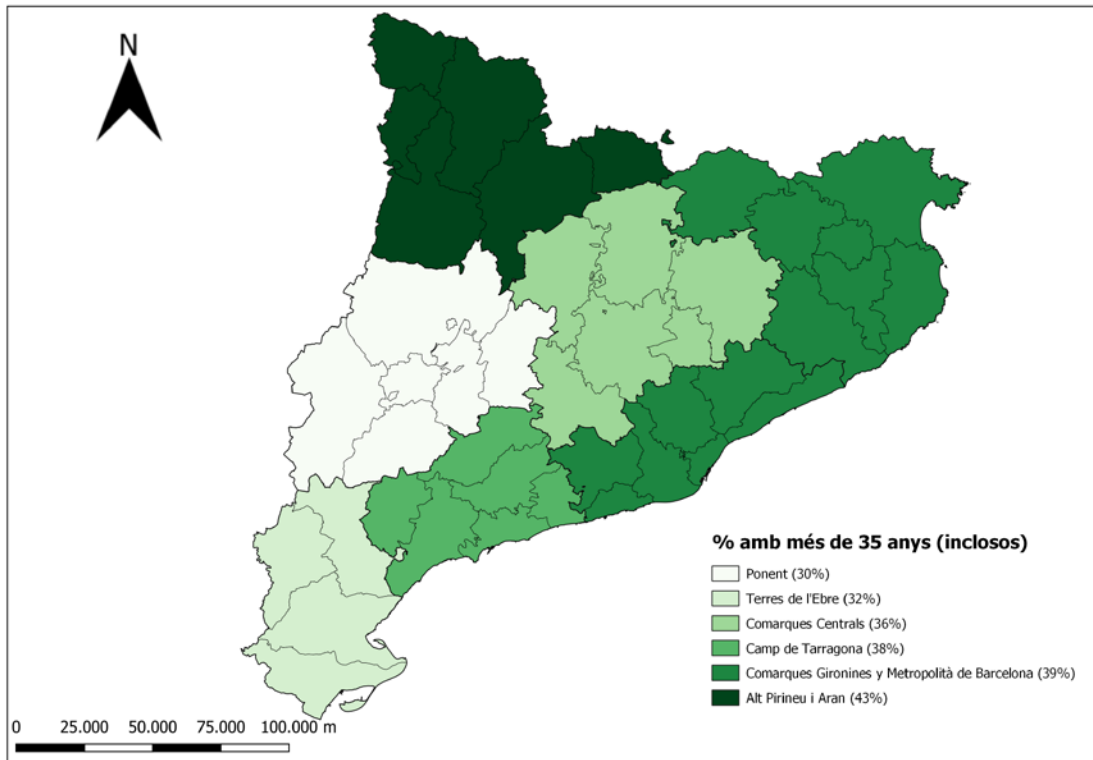 N
% amb més de 35 anys (inclosos)
Ponent (30%)
Terres de l'Ebre (32%)
Comarques Centrals (36%)
Camp de Tarragona (38%)
Comarques Gironines y Metropolità de Barcelona (39%)
Alt Pirineu i Aran (43%)
0 25.000 50.000 75.000 100.000 m